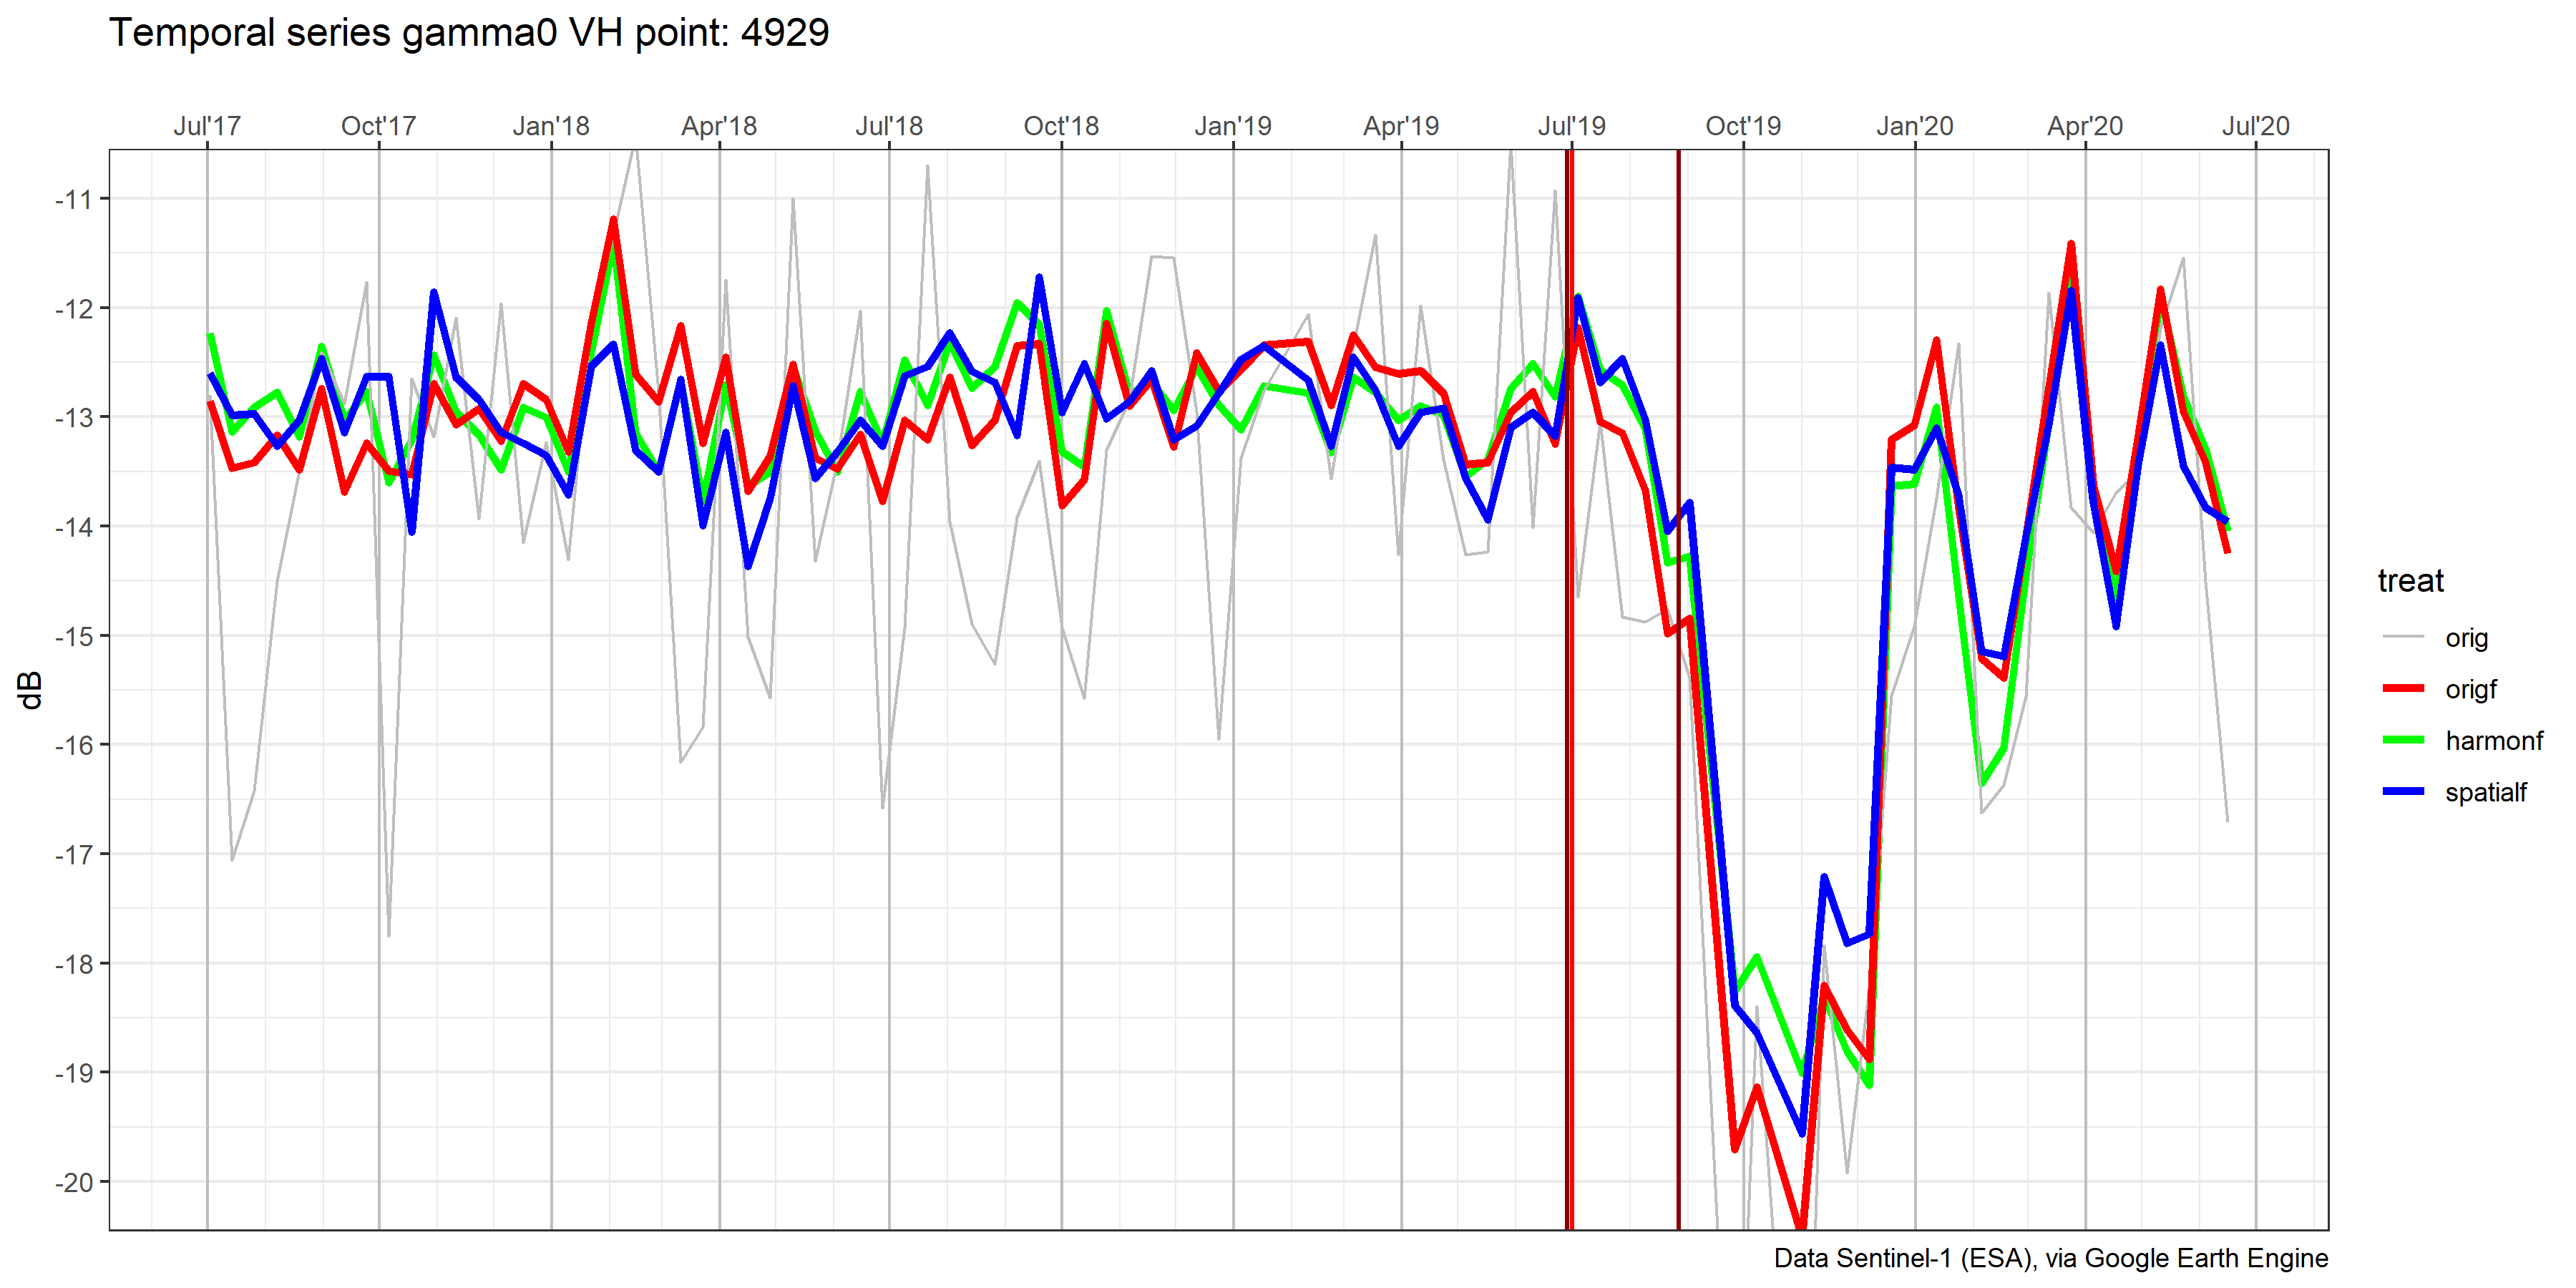 Temporal series gamma0 VH point: 4929
Jul'17 Oct'17 Jan'18 Apr'18 Jul'18 Oct'18 Jan'19 Apr'19 Jul'19 Oct'19 Jan'20 Apr'20 Jul'20
-11
-12
-13
-14
-15
-16
-17
-18
-19
-20
dB
treat
orig
origf
harmonf
spatialf
Data Sentinel-1 (ESA), via Google Earth Engine